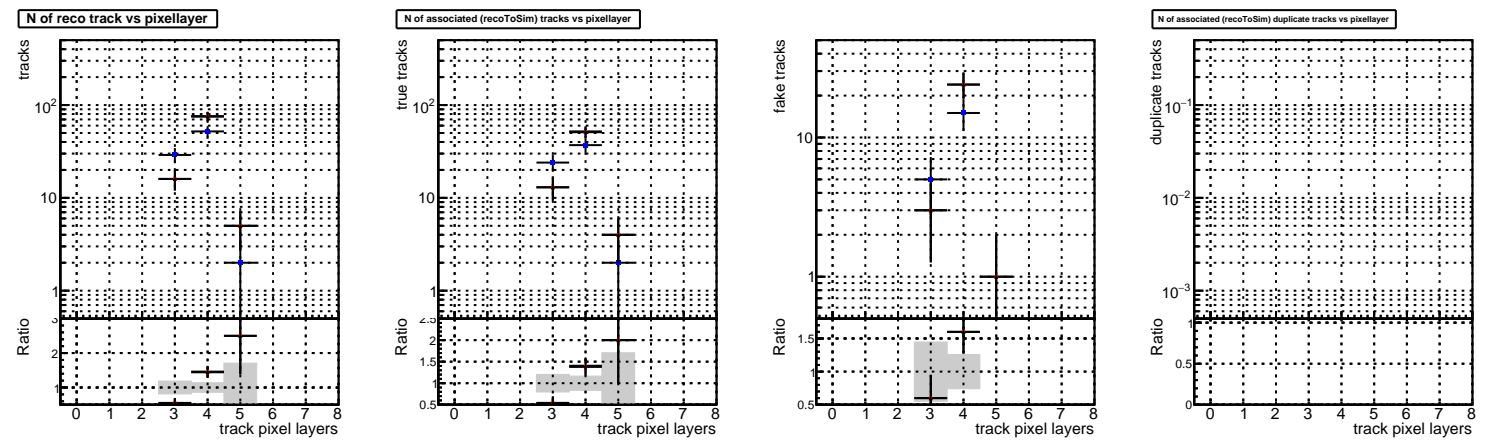 N of reco track vs pixellayer
tracks
10²
10
1
Ratio
3
2
1
0 1 2 3 4 5 6 7 8
track pixel layers
N of associated (recoToSim) tracks vs pixellayer
true tracks
10²
10
1
Ratio
2.5
2
1.5
1
0.5
0 1 2 3 4 5 6 7 8
track pixel layers
fake tracks
10
1
Ratio
1.5
1
0.5
0 1 2 3 4 5 6 7 8
track pixel layers
N of associated (recoToSim) duplicate tracks vs pixellayer
duplicate tracks
10⁻¹
10⁻²
10⁻³
Ratio
1
0.5
0
0 1 2 3 4 5 6 7 8
track pixel layers